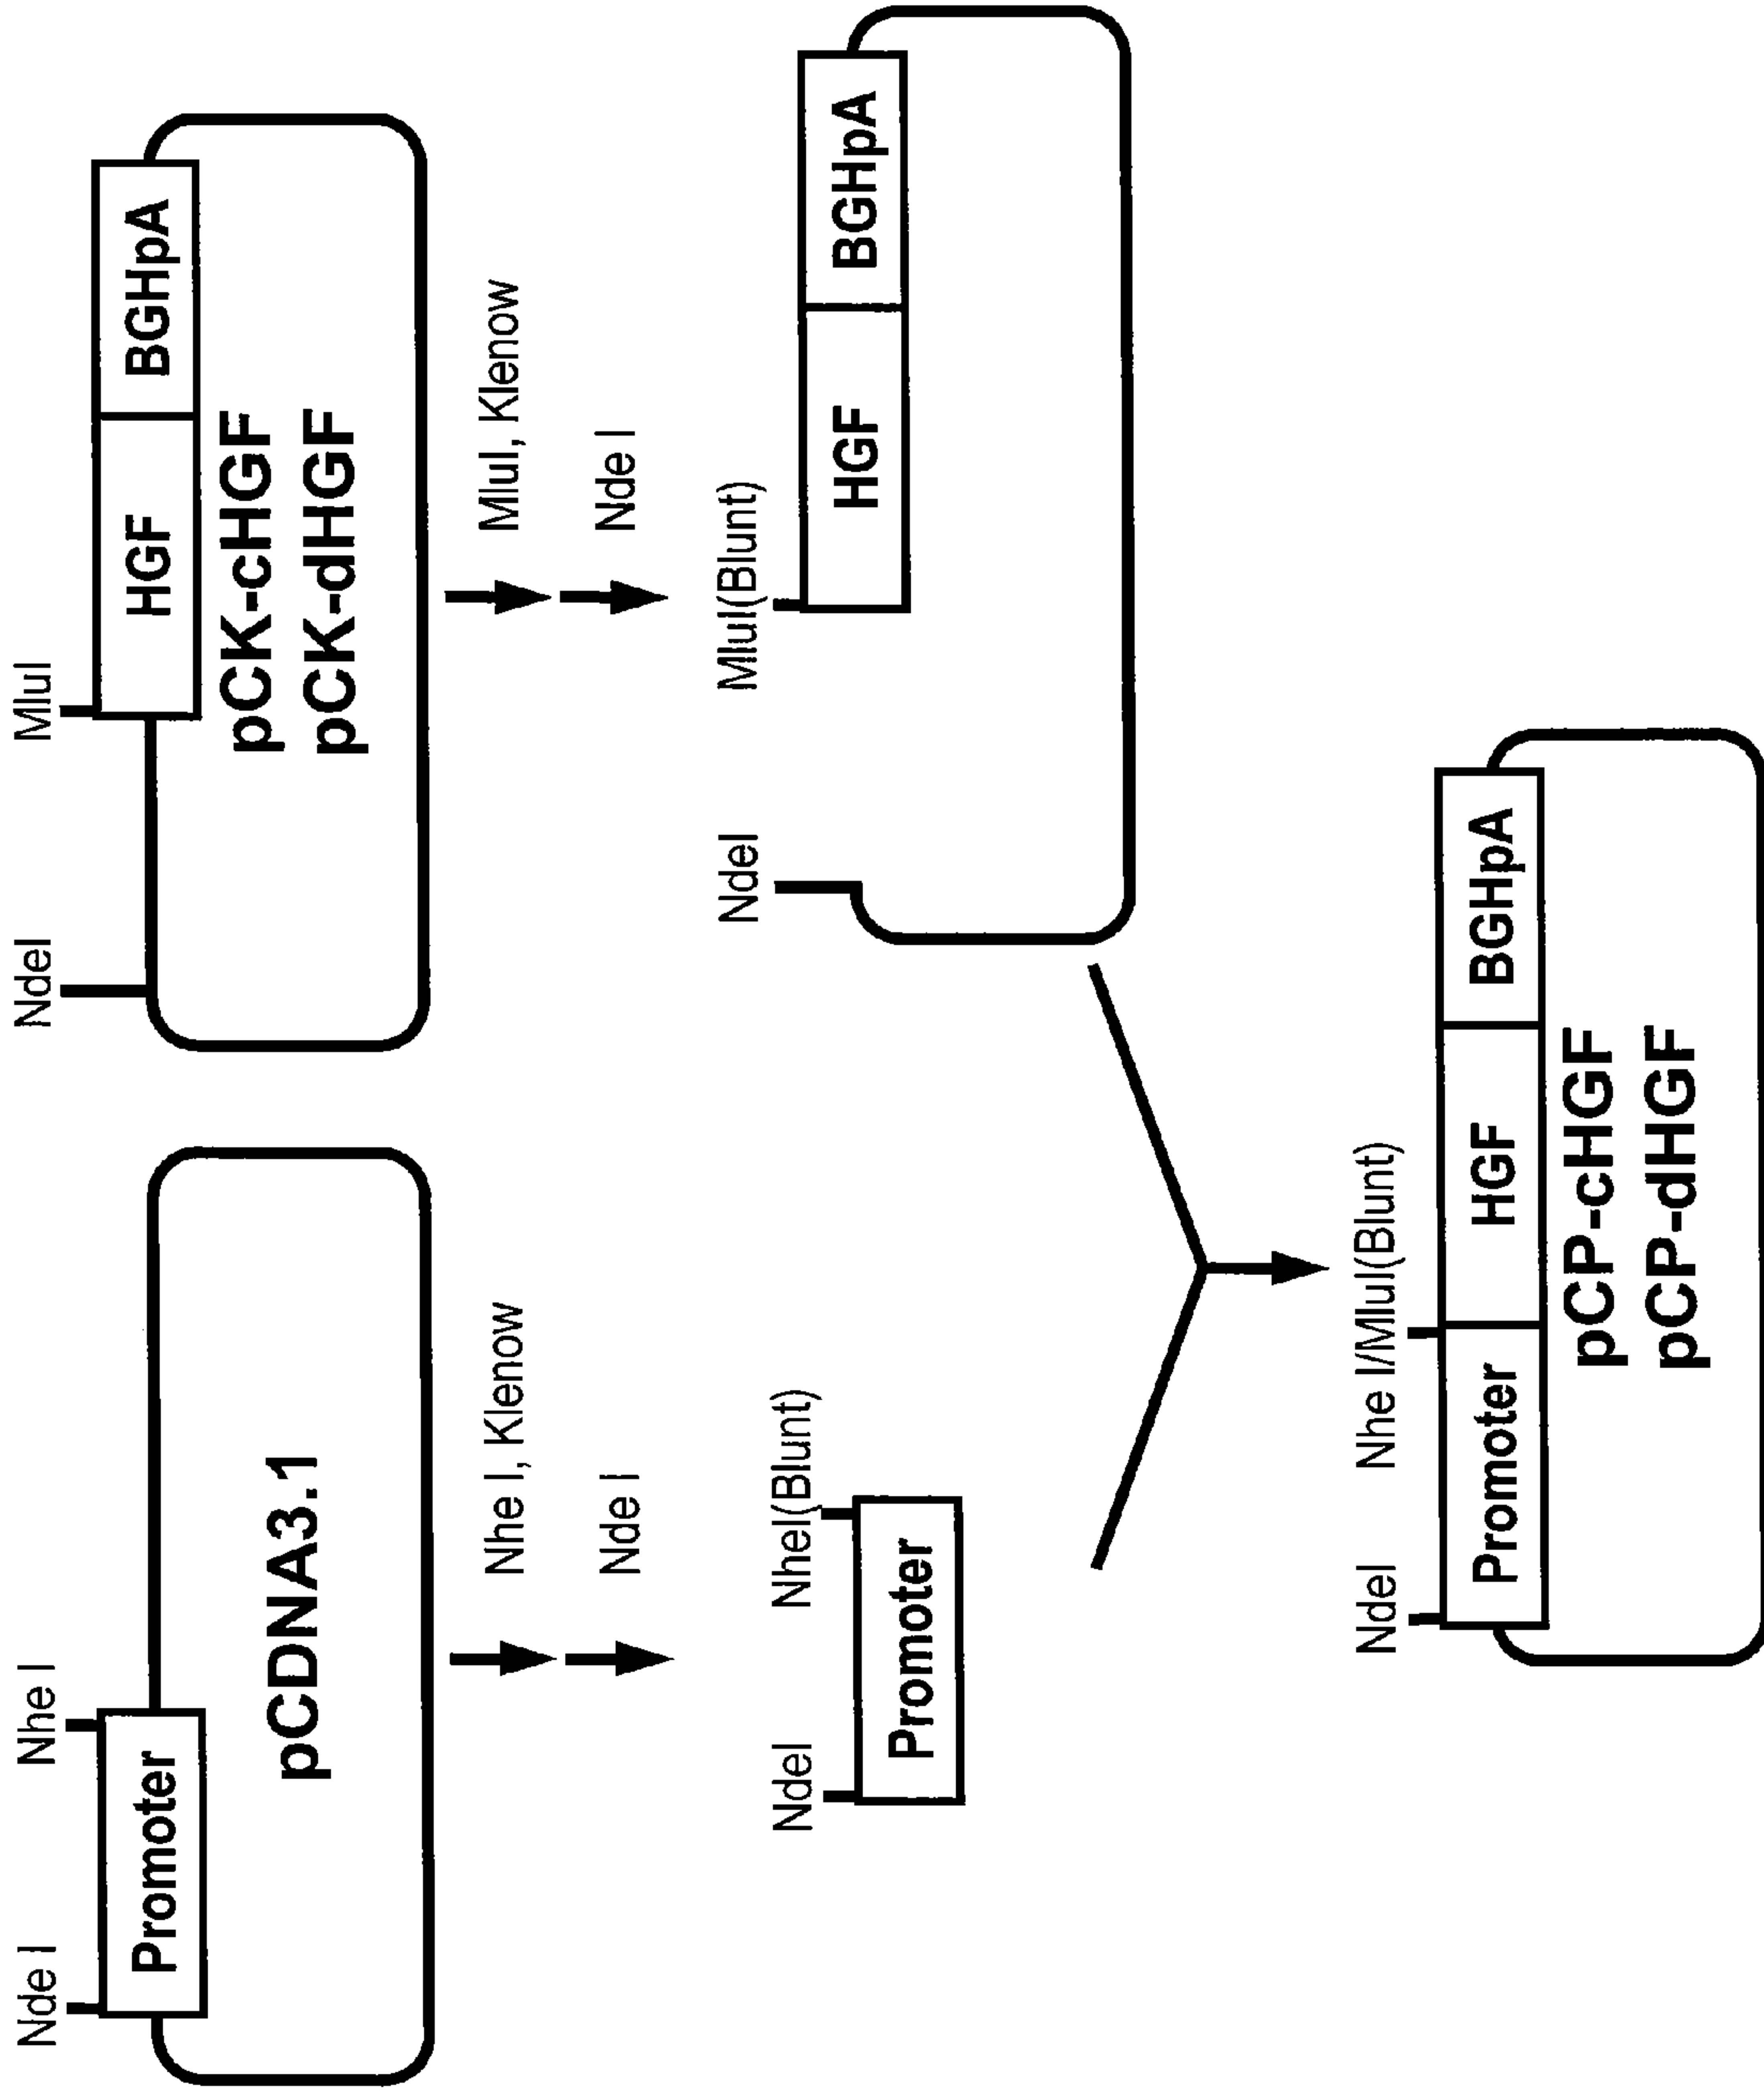 Nde I
Nhe I
Promoter
pCDNA3.1
Nhe I, Klenow
Nde I
NdeI
NheI(Blunt)
Promoter
NdeI
MluI
HGF
BGHpA
pCK-cHGF
pCK-dHGF
MluI, Klenow
Nde I
NdeI
MluI(Blunt)
HGF
BGHpA
NdeI
Nhe I/MluI(Blunt)
Promoter
HGF
BGHpA
pCP-cHGF
pCP-dHGF